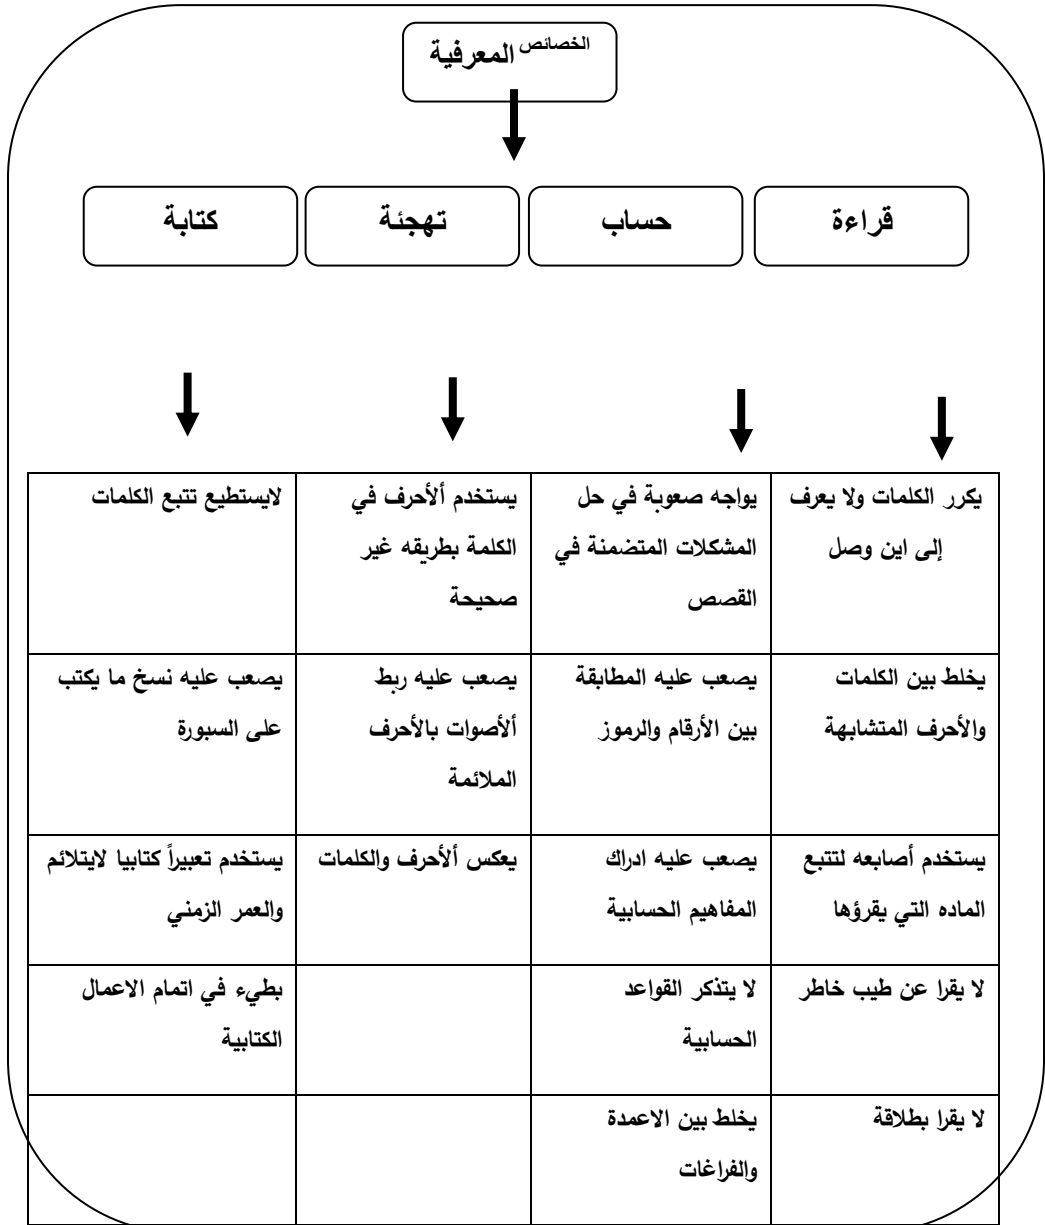 الخصائص المعرفية
قراءة
حساب
تهجئة
كتابة
يكرر الكلمات ولا يعرف
إلى اين وصل
يواجه صعوبة في حل
المشكلات المتضمنة في
القصص
يستخدم ألأحرف في
الكلمة بطريقه غير
صحيحة
لايستطيع تتبع الكلمات
يخلط بين الكلمات
والأحرف المتشابهة
يصعب عليه المطابقة
بين الأرقام والرموز
يصعب عليه ربط
ألأصوات بالأحرف
الملائمة
يصعب عليه نسخ ما يكتب
على السبورة
يستخدم أصابعه لتتبع
الماده التي يقرؤها
يصعب عليه ادراك
المفاهيم الحسابية
يعكس ألأحرف والكلمات
يستخدم تعبيراً كتابيا لايتلائم
والعمر الزمني
لا يقرا عن طيب خاطر
لا يتذكر القواعد
الحسابية
بطيء في اتمام الاعمال
الكتابية
لا يقرا بطلاقة
يخلط بين الاعمدة
والفراغات